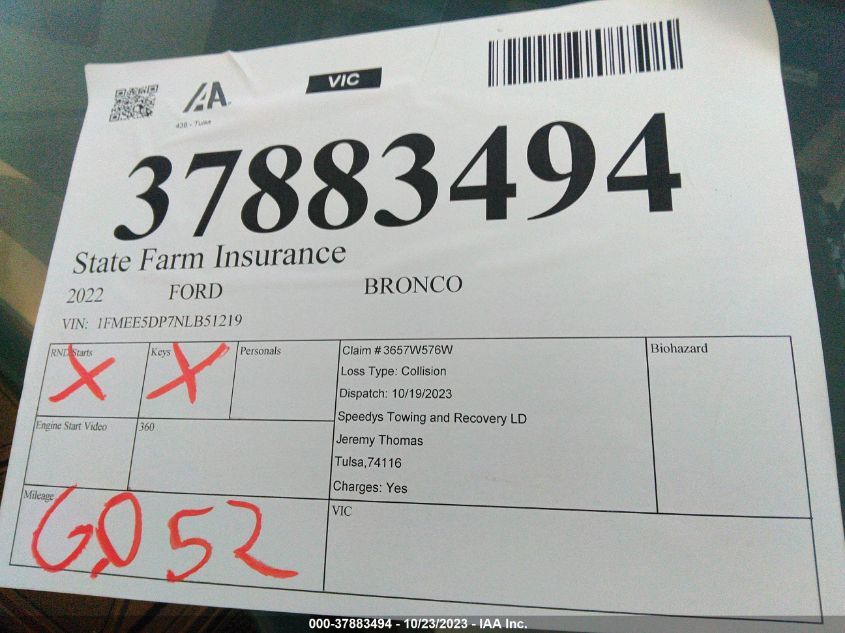 IAA
VIC
438 - Tulsa
37883494
State Farm Insurance
2022 FORD BRONCO
VIN: 1FMEE5DP7NLB51219
RND Starts Keys Personals
X X
Claim # 3657W576W
Loss Type: Collision
Dispatch: 10/19/2023
Speedys Towing and Recovery LD
Jeremy Thomas
Tulsa,74116
Charges: Yes
Biohazard
Engine Start Video 360
Mileage
6,052
VIC
000-37883494 - 10/23/2023 - IAA Inc.